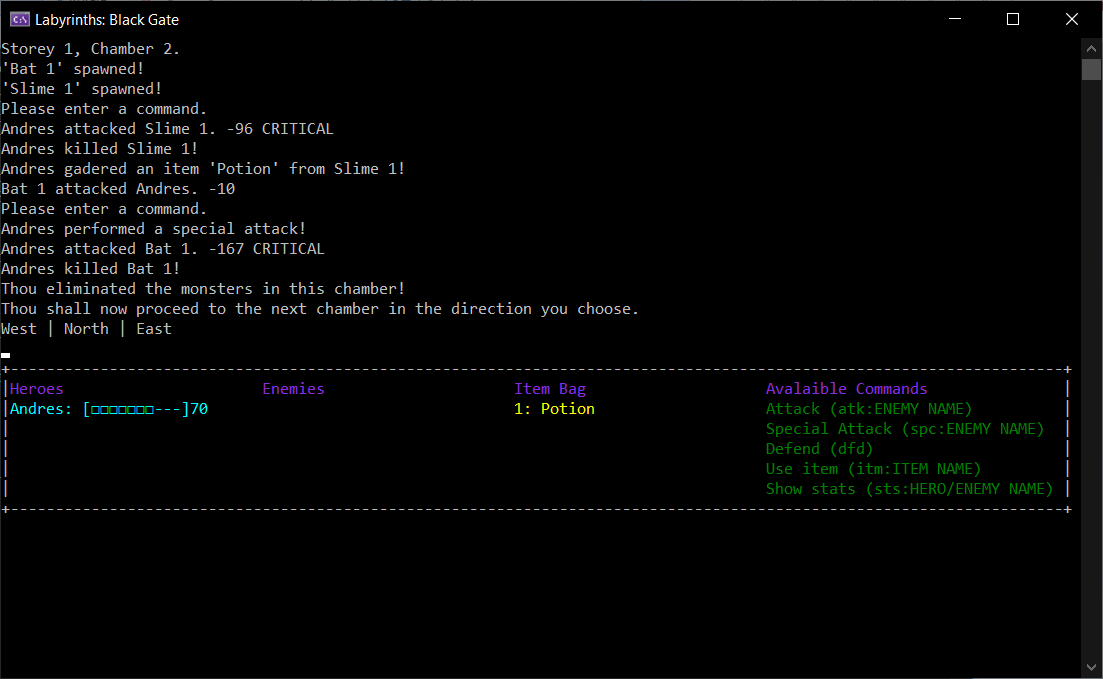 Labyrinths: Black Gate
Storey 1, Chamber 2.
'Bat 1' spawned!
'Slime 1' spawned!
Please enter a command.
Andres attacked Slime 1. -96 CRITICAL
Andres killed Slime 1!
Andres gadered an item 'Potion' from Slime 1!
Bat 1 attacked Andres. -10
Please enter a command.
Andres performed a special attack!
Andres attacked Bat 1. -167 CRITICAL
Andres killed Bat 1!
Thou eliminated the monsters in this chamber!
Thou shall now proceed to the next chamber in the direction you choose.
West | North | East
Heroes Enemies Item Bag Avalaible Commands
Andres: [□□□□□□□---]70 1: Potion Attack (atk:ENEMY NAME)
Special Attack (spc:ENEMY NAME)
Defend (dfd)
Use item (itm:ITEM NAME)
Show stats (sts:HERO/ENEMY NAME)